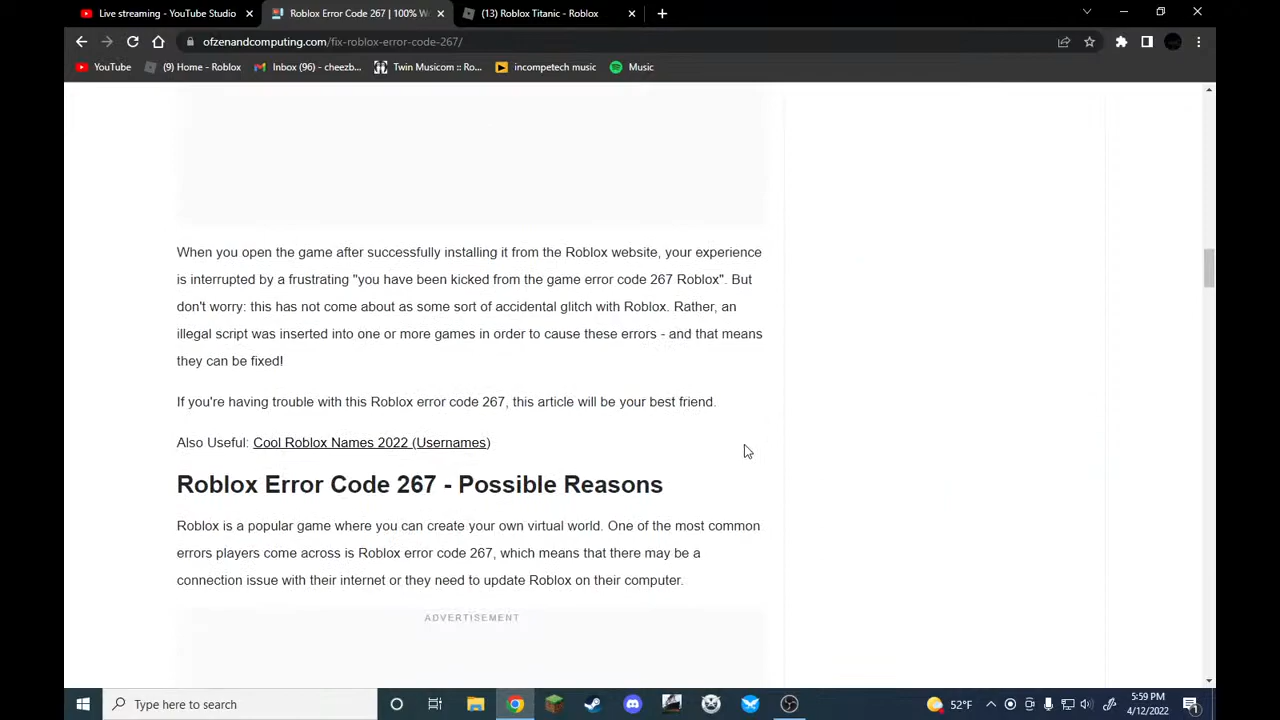 Live streaming - YouTube Studio
Roblox Error Code 267 | 100% W
(13) Roblox Titanic - Roblox
ofzenandcomputing.com/fix-roblox-error-code-267/
YouTube
(9) Home - Roblox
Inbox (96) - cheezb...
Twin Musicom :: Ro...
incompetech music
Music
When you open the game after successfully installing it from the Roblox website, your experience
is interrupted by a frustrating "you have been kicked from the game error code 267 Roblox". But
don't worry: this has not come about as some sort of accidental glitch with Roblox. Rather, an
illegal script was inserted into one or more games in order to cause these errors - and that means
they can be fixed!
If you're having trouble with this Roblox error code 267, this article will be your best friend.
Also Useful: Cool Roblox Names 2022 (Usernames)
Roblox Error Code 267 - Possible Reasons
Roblox is a popular game where you can create your own virtual world. One of the most common
errors players come across is Roblox error code 267, which means that there may be a
connection issue with their internet or they need to update Roblox on their computer.
ADVERTISEMENT
Type here to search
52°F
5:59 PM
4/12/2022